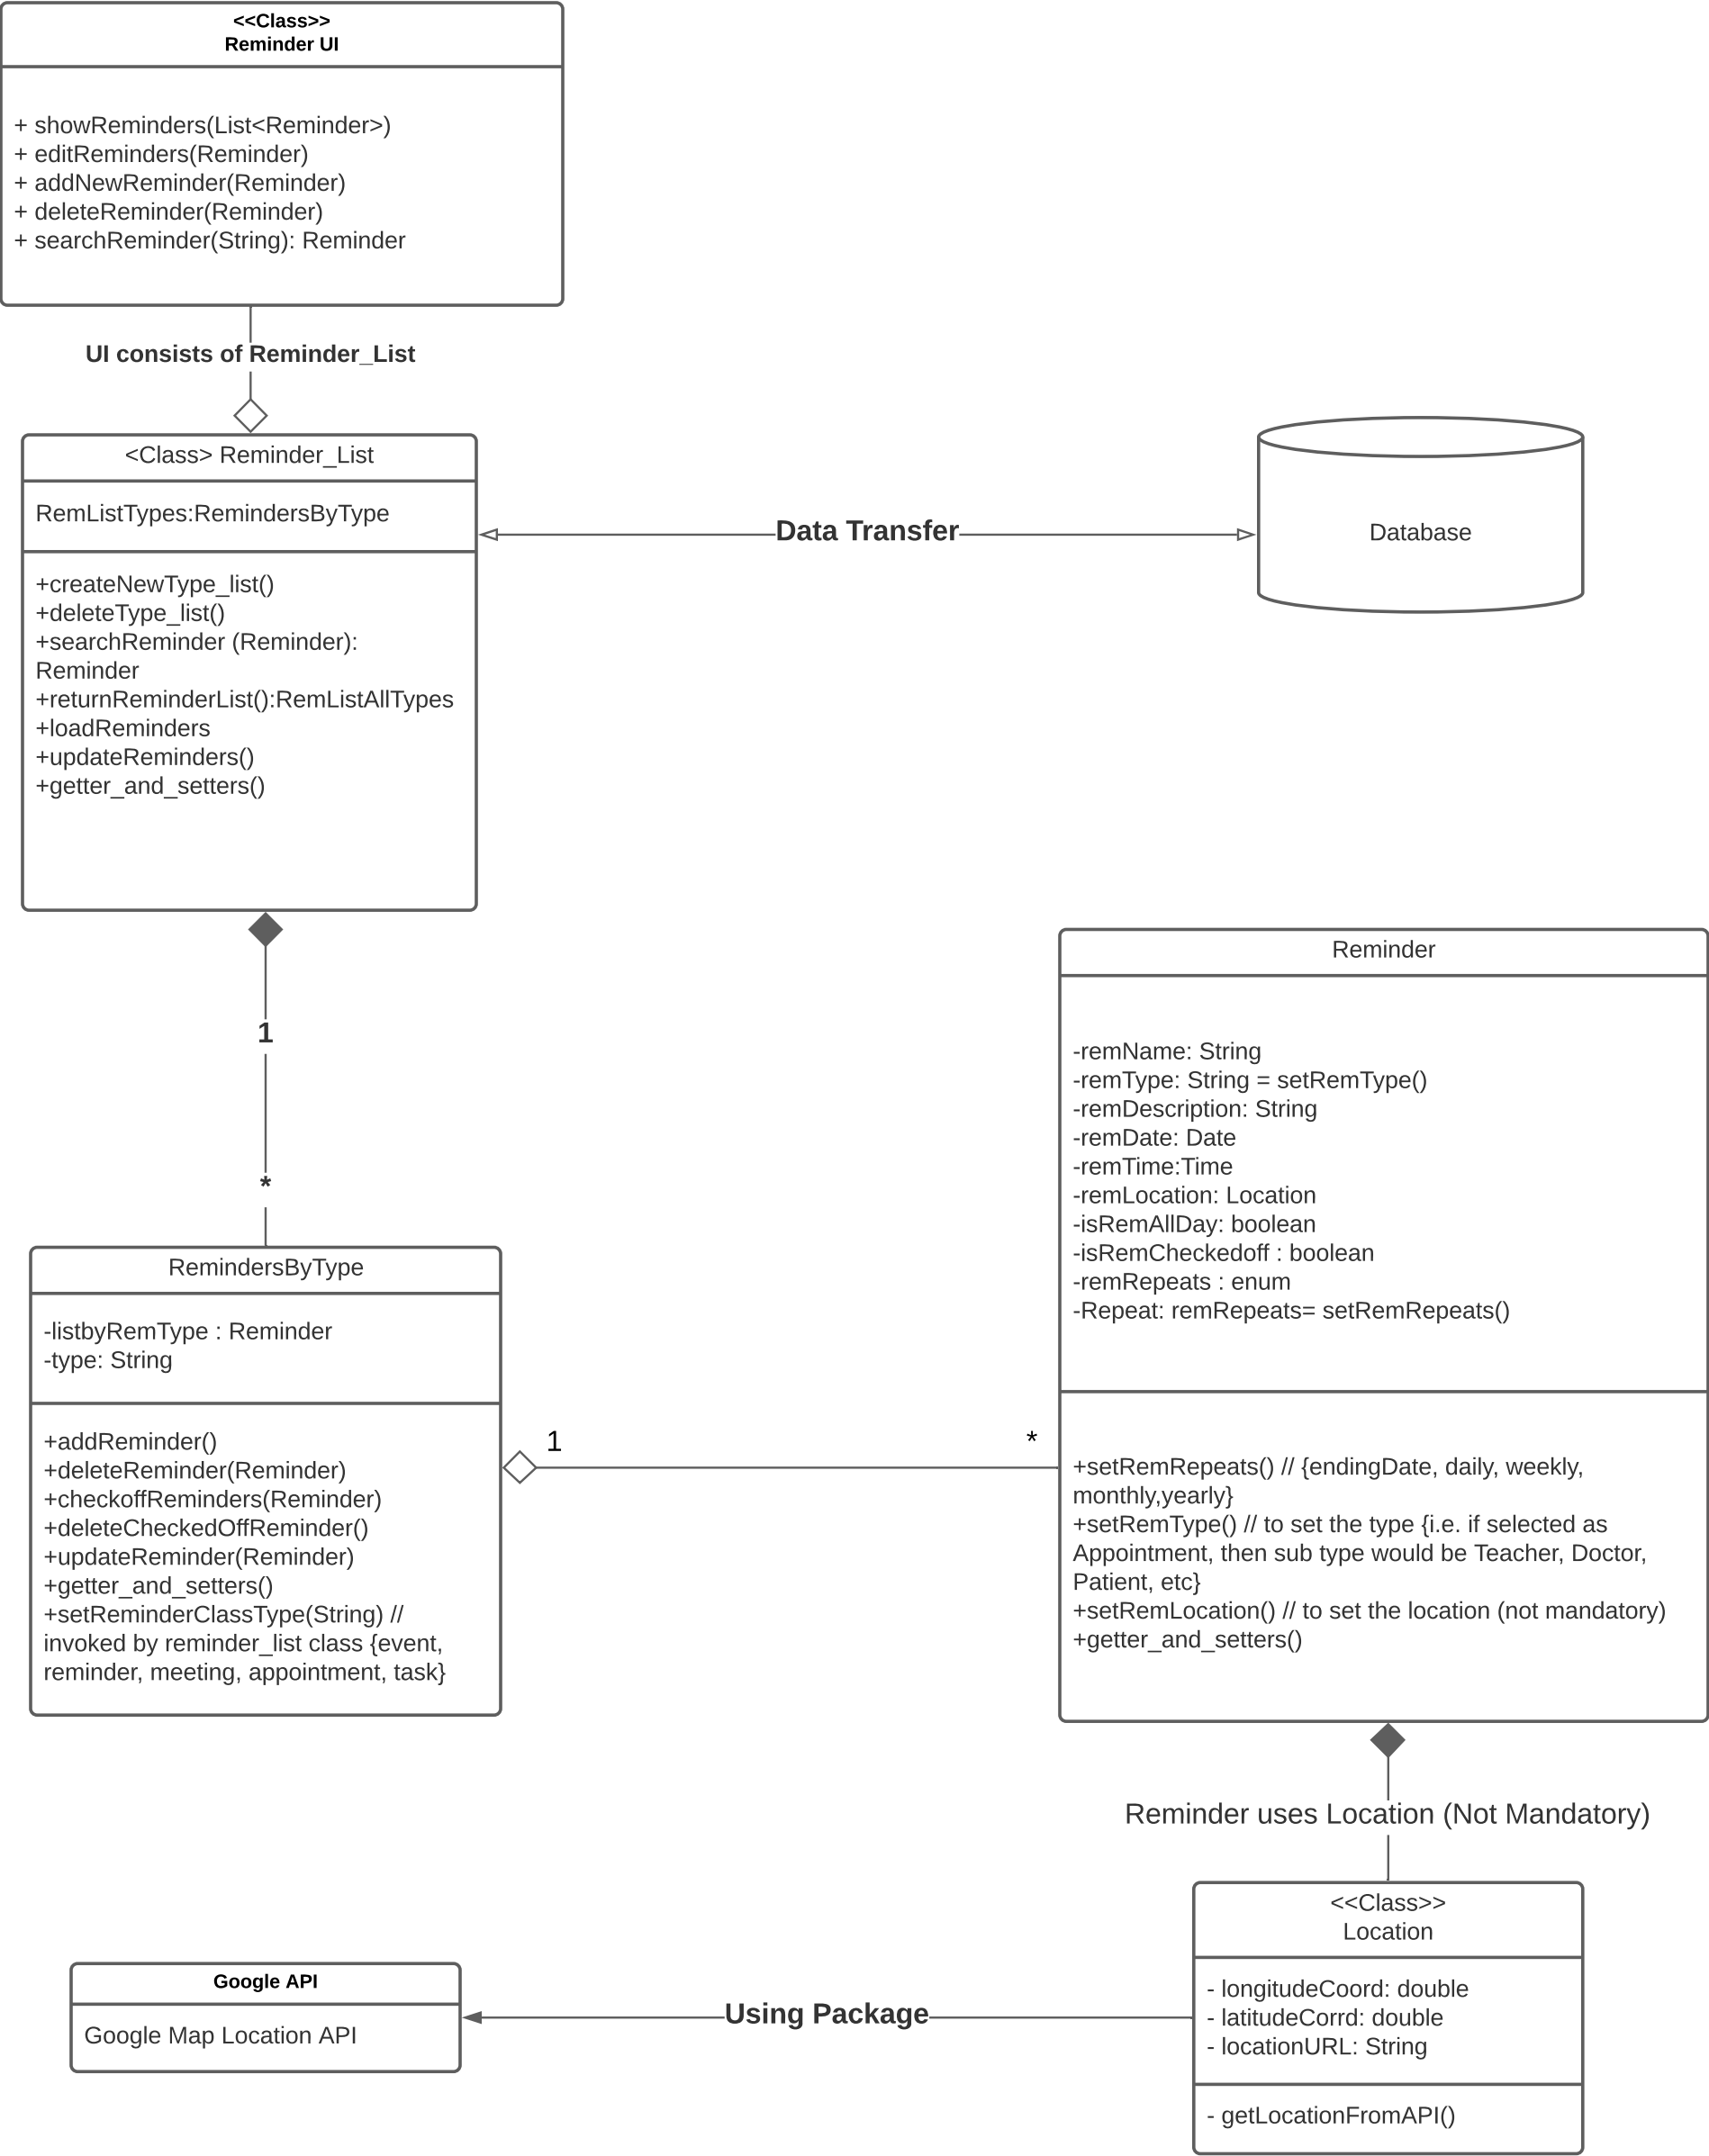 <<Class>>
Reminder UI
+ showReminders(List<Reminder>)
+ editReminders(Reminder)
+ addNewReminder(Reminder)
+ deleteReminder(Reminder)
+ searchReminder(String): Reminder
UI consists of Reminder_List
<Class> Reminder_List
RemListTypes:RemindersByType
+createNewType_list()
+deleteType_list()
+searchReminder (Reminder):
Reminder
+returnReminderList():RemListAllTypes
+loadReminders
+updateReminders()
+getter_and_setters()
Data Transfer
Database
1
*
RemindersByType
-listbyRemType : Reminder
-type: String
+addReminder()
+deleteReminder(Reminder)
+checkoffReminders(Reminder)
+deleteCheckedOffReminder()
+updateReminder(Reminder)
+getter_and_setters()
+setReminderClassType(String) //
invoked by reminder_list class {event,
reminder, meeting, appointment, task}
1
*
Reminder
-remName: String
-remType: String = setRemType()
-remDescription: String
-remDate: Date
-remTime:Time
-remLocation: Location
-isRemAllDay: boolean
-isRemCheckedoff : boolean
-remRepeats : enum
-Repeat: remRepeats= setRemRepeats()
+setRemRepeats() // {endingDate, daily, weekly,
monthly,yearly}
+setRemType() // to set the type {i.e. if selected as
Appointment, then sub type would be Teacher, Doctor,
Patient, etc}
+setRemLocation() // to set the location (not mandatory)
+getter_and_setters()
Reminder uses Location (Not Mandatory)
<<Class>>
Location
- longitudeCoord: double
- latitudeCorrd: double
- locationURL: String
- getLocationFromAPI()
Using Package
Google API
Google Map Location API